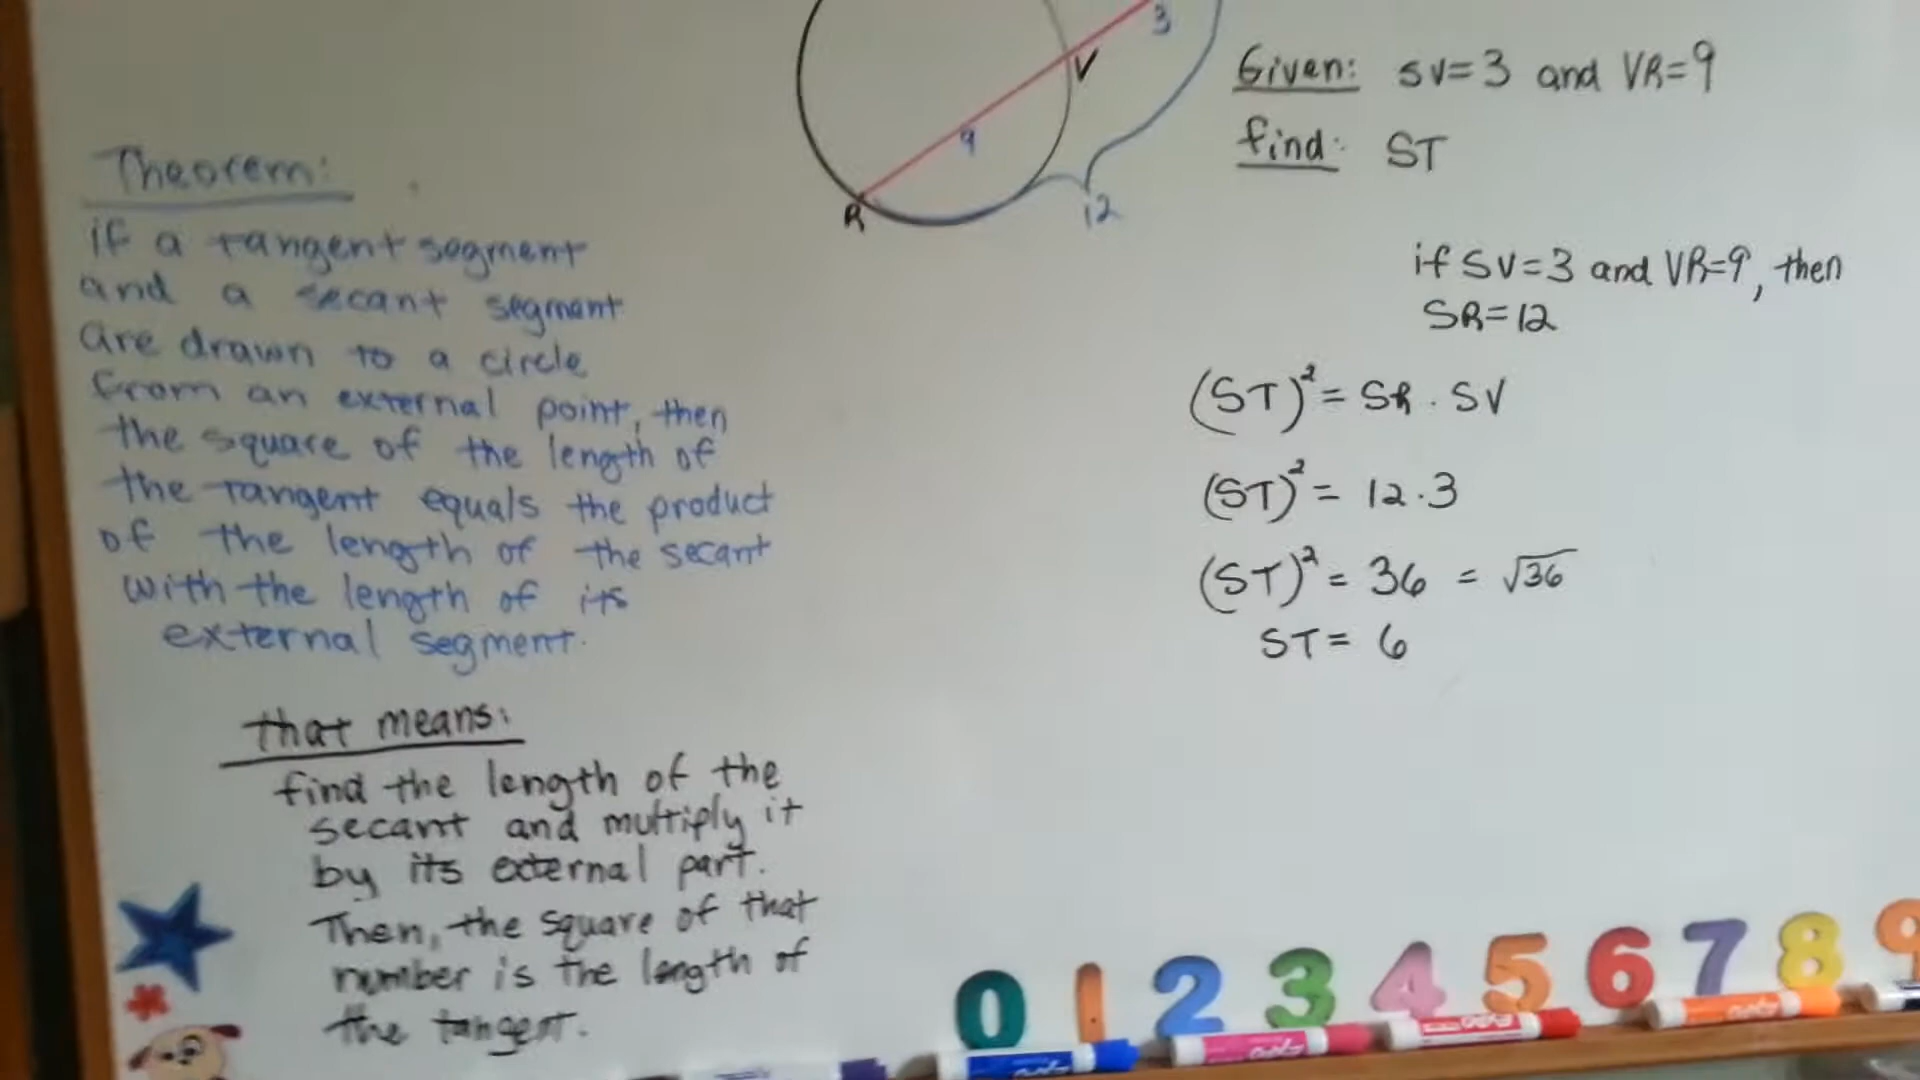 3
V
9
R
12
Given: SV=3 and VR=9
find: ST
if SV=3 and VR=9, then
SR=12
(ST)² = SR · SV
(ST)² = 12 · 3
(ST)² = 36 = √36
ST = 6
Theorem:
if a tangent segment
and a secant segment
are drawn to a circle
from an external point, then
the square of the length of
the tangent equals the product
of the length of the secant
with the length of its
external segment.
that means:
find the length of the
secant and multiply it
by its external part.
Then, the square of that
number is the length of
the tangent.
0 1 2 3 4 5 6 7 8 9